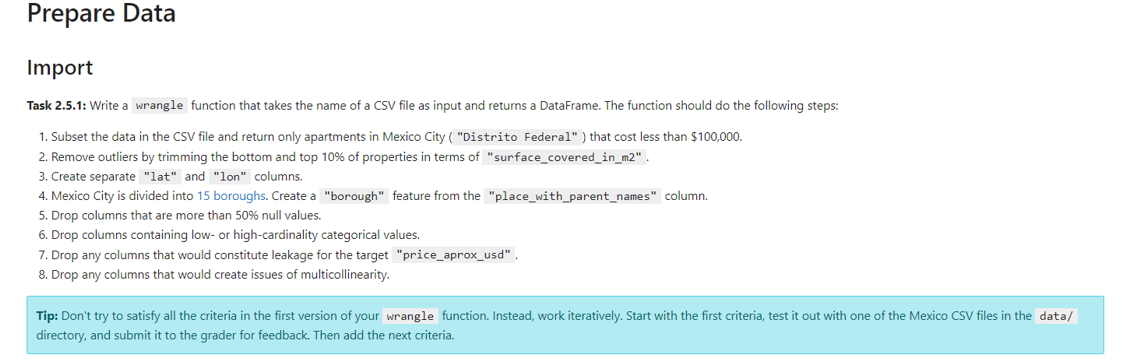 Prepare Data
Import
Task 2.5.1: Write a wrangle function that takes the name of a CSV file as input and returns a DataFrame. The function should do the following steps:
1. Subset the data in the CSV file and return only apartments in Mexico City ( "Distrito Federal" ) that cost less than $100,000.
2. Remove outliers by trimming the bottom and top 10% of properties in terms of "surface_covered_in_m2" .
3. Create separate "lat" and "lon" columns.
4. Mexico City is divided into 15 boroughs. Create a "borough" feature from the "place_with_parent_names" column.
5. Drop columns that are more than 50% null values.
6. Drop columns containing low- or high-cardinality categorical values.
7. Drop any columns that would constitute leakage for the target "price_aprox_usd" .
8. Drop any columns that would create issues of multicollinearity.
Tip: Don't try to satisfy all the criteria in the first version of your wrangle function. Instead, work iteratively. Start with the first criteria, test it out with one of the Mexico CSV files in the data/
directory, and submit it to the grader for feedback. Then add the next criteria.